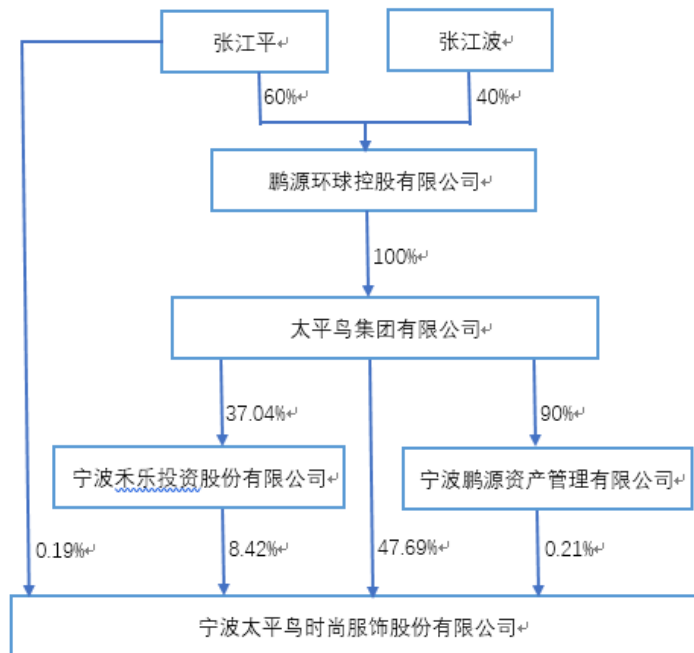 张江平↵
张江波↵
60%↵
40%↵
鹏源环球控股有限公司↵
100%↵
太平鸟集团有限公司↵
37.04%↵
90%↵
宁波禾乐投资股份有限公司↵
宁波鹏源资产管理有限公司↵
0.19%↵
8.42%↵
47.69%↵
0.21%↵
宁波太平鸟时尚服饰股份有限公司↵